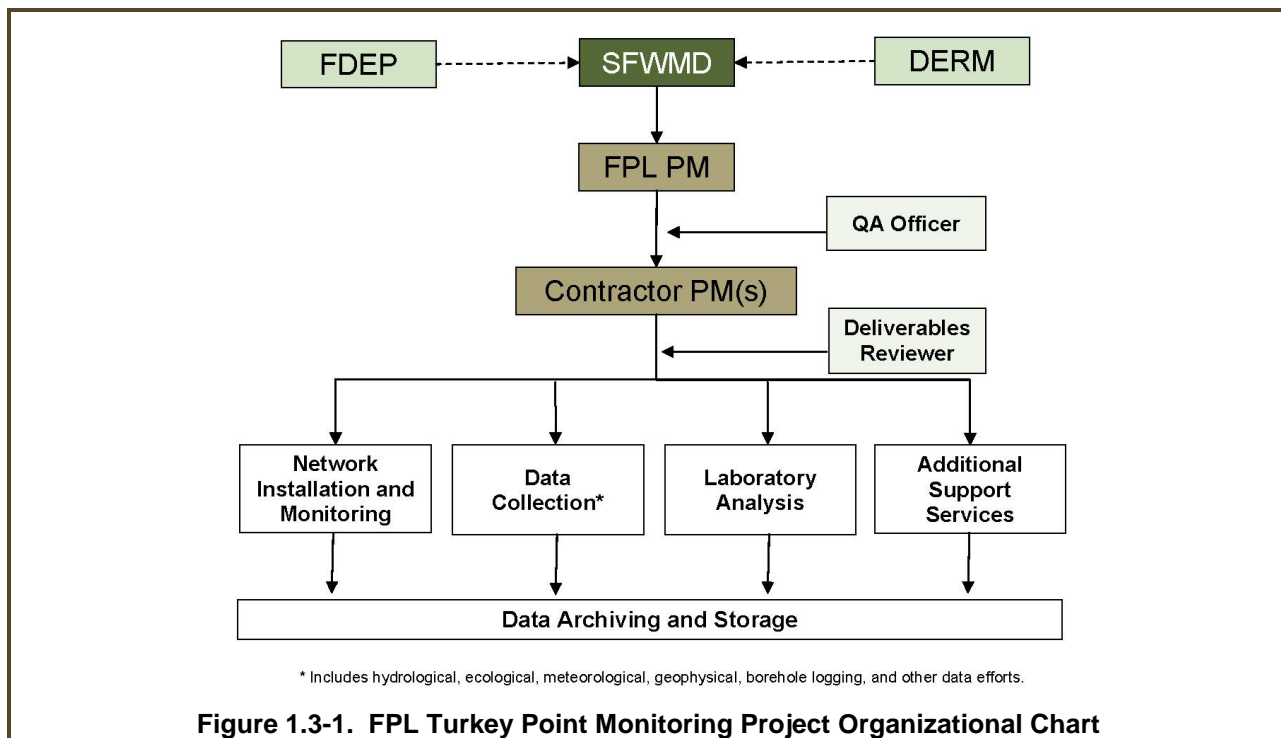 FDEP
SFWMD
DERM
FPL PM
QA Officer
Contractor PM(s)
Deliverables
Reviewer
Network
Installation and
Monitoring
Data
Collection*
Laboratory
Analysis
Additional
Support
Services
Data Archiving and Storage
* Includes hydrological, ecological, meteorological, geophysical, borehole logging, and other data efforts.
Figure 1.3-1. FPL Turkey Point Monitoring Project Organizational Chart